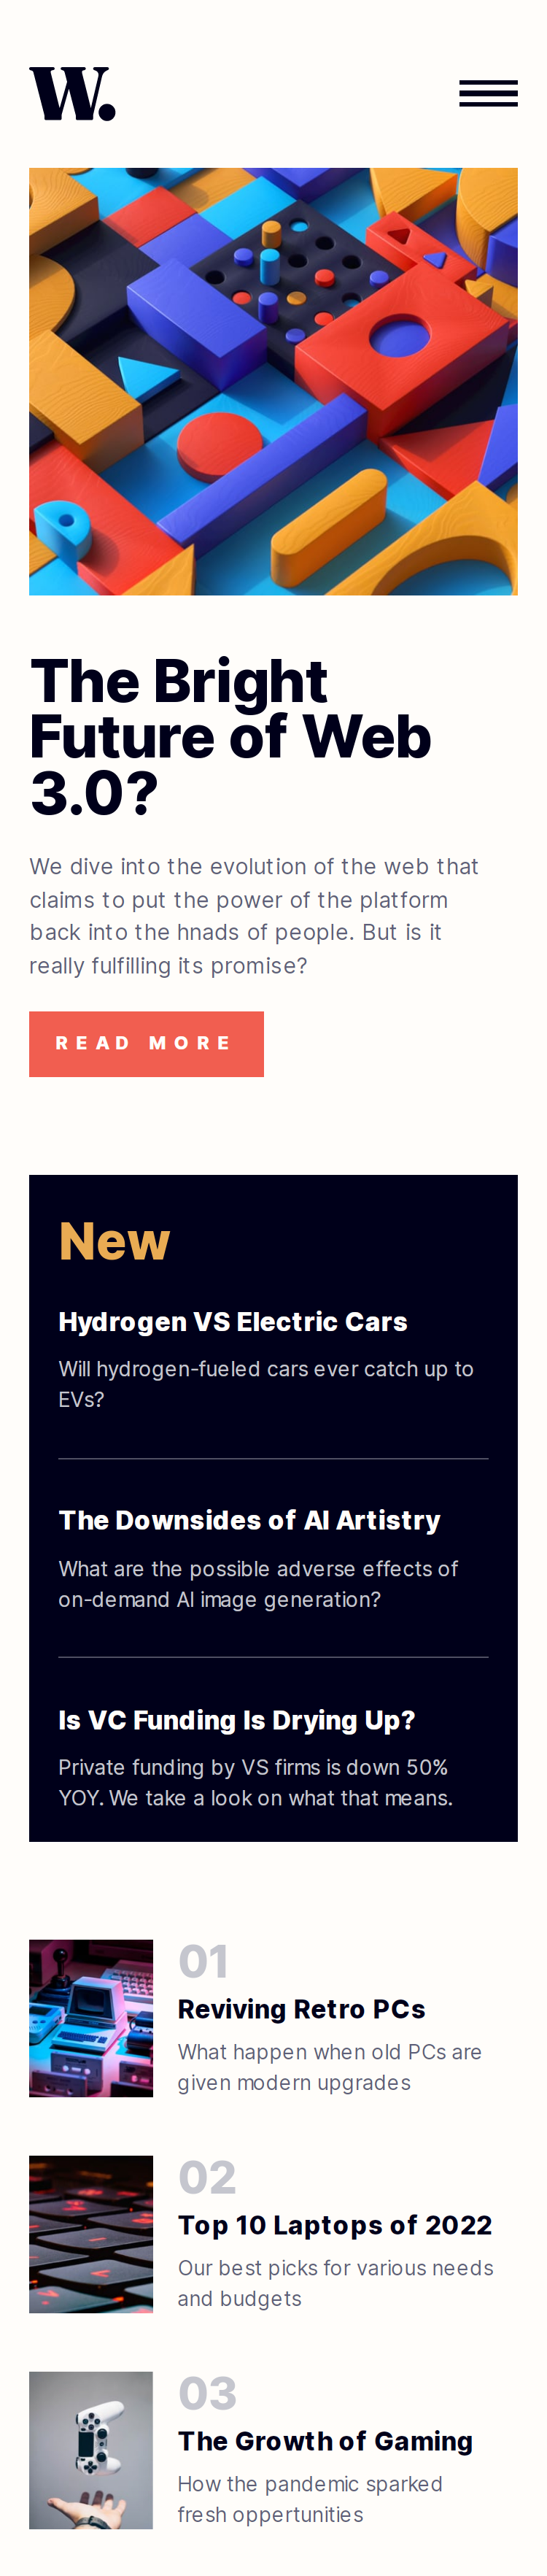 W.
The Bright
Future of Web
3.0?
We dive into the evolution of the web that
claims to put the power of the platform
back into the hnads of people. But is it
really fulfilling its promise?
READ MORE
New
Hydrogen VS Electric Cars
Will hydrogen-fueled cars ever catch up to
EVs?
The Downsides of AI Artistry
What are the possible adverse effects of
on-demand AI image generation?
Is VC Funding Is Drying Up?
Private funding by VS firms is down 50%
YOY. We take a look on what that means.
01
Reviving Retro PCs
What happen when old PCs are
given modern upgrades
02
Top 10 Laptops of 2022
Our best picks for various needs
and budgets
03
The Growth of Gaming
How the pandemic sparked
fresh oppertunities